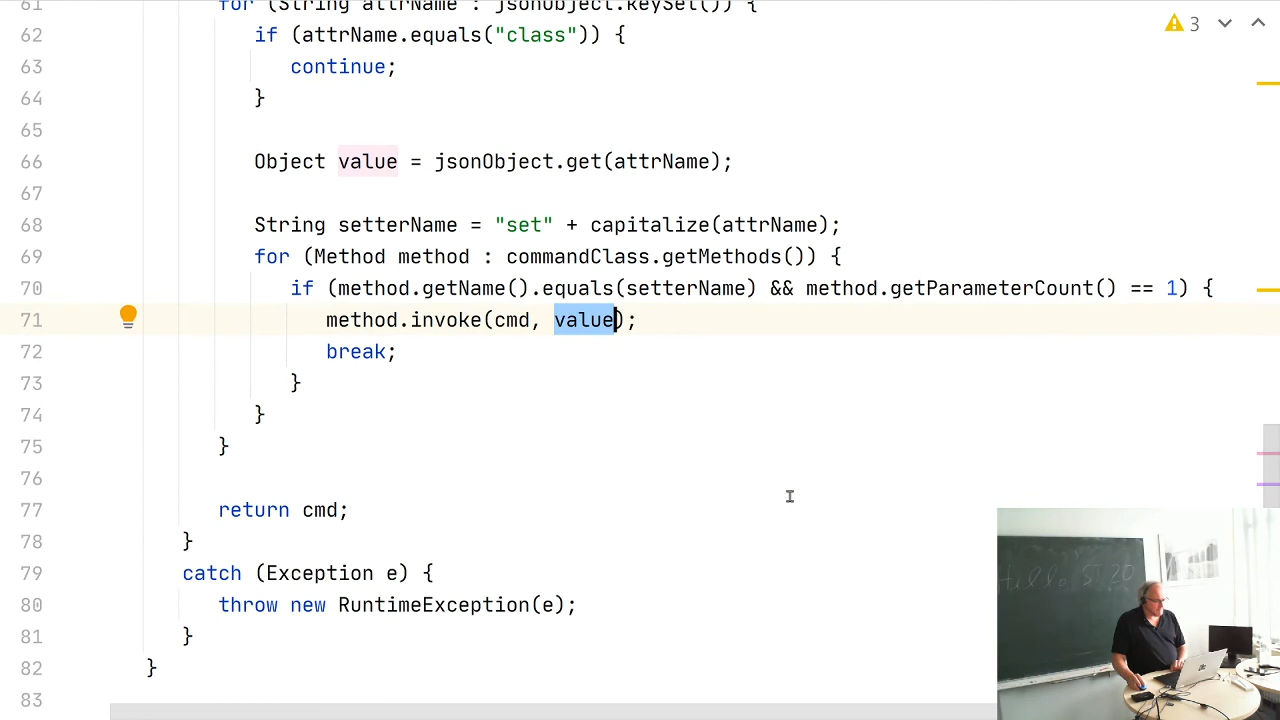 61 for (String attrName : jsonObject.keySet()) {
62 if (attrName.equals("class")) {
63 continue;
64 }
65
66 Object value = jsonObject.get(attrName);
67
68 String setterName = "set" + capitalize(attrName);
69 for (Method method : commandClass.getMethods()) {
70 if (method.getName().equals(setterName) && method.getParameterCount() == 1) {
71 method.invoke(cmd, value);
72 break;
73 }
74 }
75 }
76
77 return cmd;
78 }
79 catch (Exception e) {
80 throw new RuntimeException(e);
81 }
82 }
83
3
Hello ST20